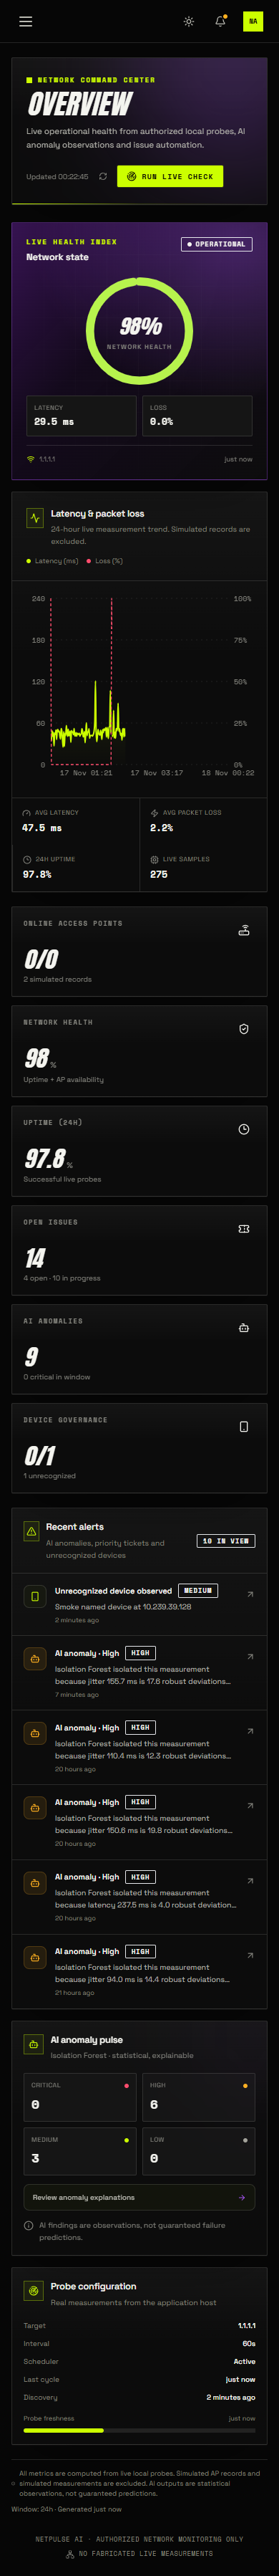 NA
NETWORK COMMAND CENTER
OVERVIEW
Live operational health from authorized local probes, AI
anomaly observations and issue automation.
Updated 00:22:45
RUN LIVE CHECK
LIVE HEALTH INDEX
OPERATIONAL
Network state
98%
NETWORK HEALTH
LATENCY
29.5 ms
LOSS
0.0%
1.1.1.1
just now
Latency & packet loss
24-hour live measurement trend. Simulated records are
excluded.
Latency (ms)
Loss (%)
240
100%
180
75%
120
50%
60
25%
0
0%
17 Nov 01:21
17 Nov 03:17
18 Nov 00:22
AVG LATENCY
47.5 ms
AVG PACKET LOSS
2.2%
24H UPTIME
97.8%
LIVE SAMPLES
275
ONLINE ACCESS POINTS
0/0
2 simulated records
NETWORK HEALTH
98 %
Uptime + AP availability
UPTIME (24H)
97.8 %
Successful live probes
OPEN ISSUES
14
4 open · 10 in progress
AI ANOMALIES
9
0 critical in window
DEVICE GOVERNANCE
0/1
1 unrecognized
Recent alerts
AI anomalies, priority tickets and
unrecognized devices
10 IN VIEW
Unrecognized device observed
MEDIUM
Smoke named device at 10.239.39.128
2 minutes ago
AI anomaly · High
HIGH
Isolation Forest isolated this measurement
because jitter 155.7 ms is 17.6 robust deviations...
7 minutes ago
AI anomaly · High
HIGH
Isolation Forest isolated this measurement
because jitter 110.4 ms is 12.3 robust deviations...
20 hours ago
AI anomaly · High
HIGH
Isolation Forest isolated this measurement
because jitter 150.6 ms is 19.8 robust deviations...
20 hours ago
AI anomaly · High
HIGH
Isolation Forest isolated this measurement
because latency 237.5 ms is 4.0 robust deviation...
20 hours ago
AI anomaly · High
HIGH
Isolation Forest isolated this measurement
because jitter 94.0 ms is 14.4 robust deviations...
21 hours ago
AI anomaly pulse
Isolation Forest · statistical, explainable
CRITICAL
0
HIGH
6
MEDIUM
3
LOW
0
Review anomaly explanations
AI findings are observations, not guaranteed failure
predictions.
Probe configuration
Real measurements from the application host
Target
1.1.1.1
Interval
60s
Scheduler
Active
Last cycle
just now
Discovery
2 minutes ago
Probe freshness
just now
All metrics are computed from live local probes. Simulated AP records and
simulated measurements are excluded. AI outputs are statistical
observations, not guaranteed predictions.
Window: 24h · Generated just now
NETPULSE AI · AUTHORIZED NETWORK MONITORING ONLY
NO FABRICATED LIVE MEASUREMENTS